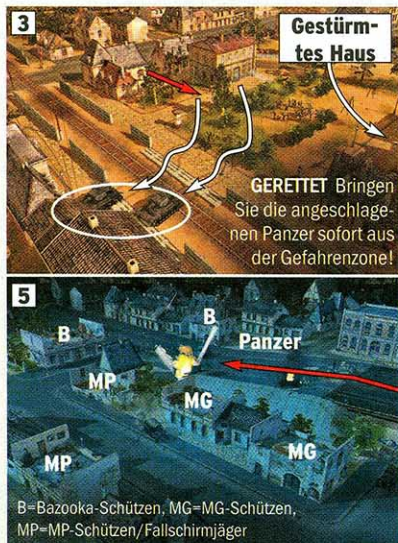 3
Gestürm-
tes Haus
GERETTET Bringen
Sie die angeschlage-
nen Panzer sofort aus
der Gefahrenzone!
5
B
B
Panzer
MP
MG
MG
MP
B=Bazooka-Schützen, MG=MG-Schützen,
MP=MP-Schützen/Fallschirmjäger